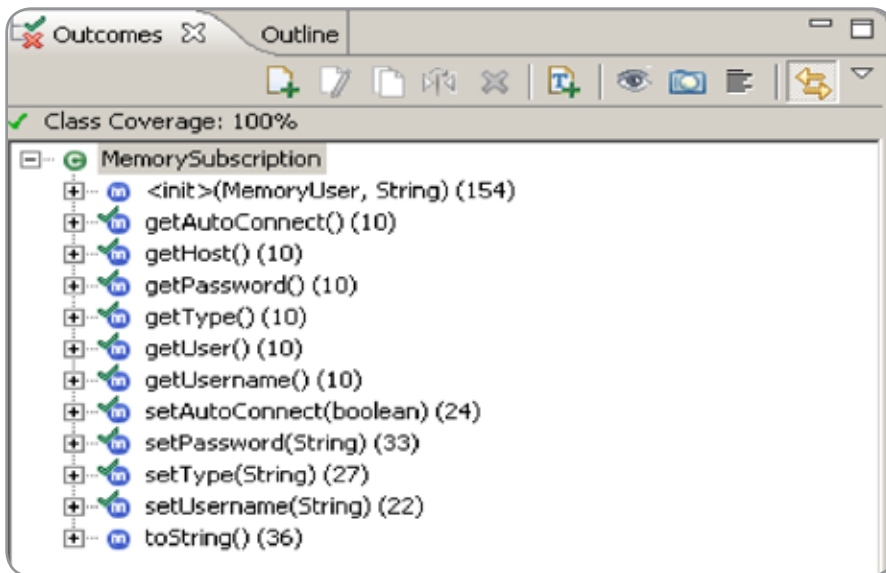 Outcomes Outline
Class Coverage: 100%
MemorySubscription
<init>(MemoryUser, String) (154)
getAutoConnect() (10)
getHost() (10)
getPassword() (10)
getType() (10)
getUser() (10)
getUsername() (10)
setAutoConnect(boolean) (24)
setPassword(String) (33)
setType(String) (27)
setUsername(String) (22)
toString() (36)